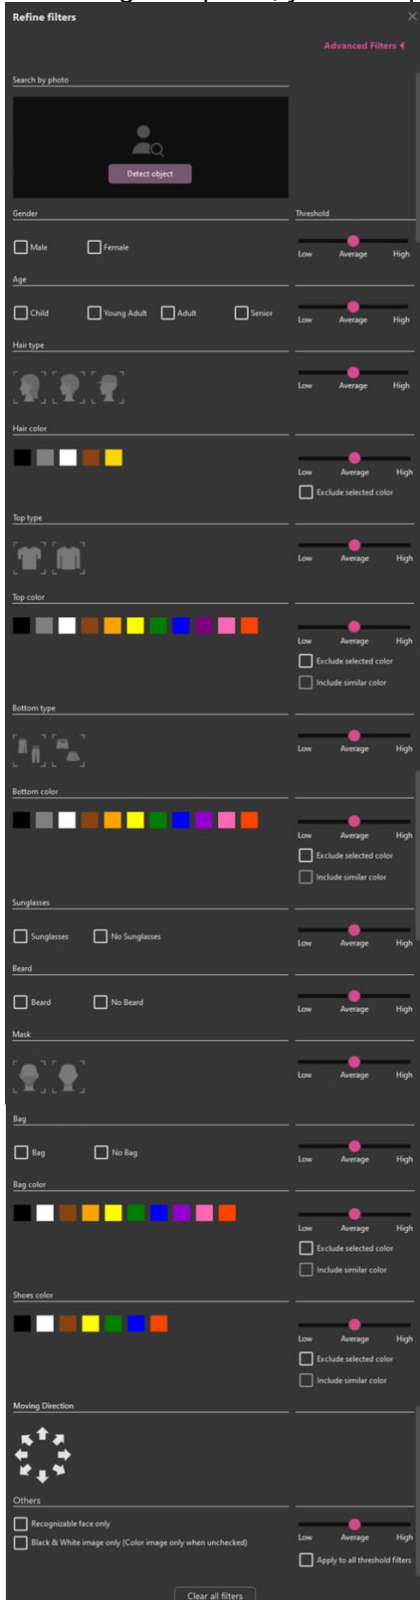 Refine filters
Advanced Filters
Search by photo
Detect object
Gender Threshold
Male Female
Low Average High
Age
Child Young Adult Adult Senior
Low Average High
Hair type
Low Average High
Hair color
Low Average High
Exclude selected color
Top type
Low Average High
Top color
Low Average High
Exclude selected color
Include similar color
Bottom type
Low Average High
Bottom color
Low Average High
Exclude selected color
Include similar color
Sunglasses
Sunglasses No Sunglasses
Low Average High
Beard
Beard No Beard
Low Average High
Mask
Low Average High
Bag
Bag No Bag
Low Average High
Bag color
Low Average High
Exclude selected color
Include similar color
Shoes color
Low Average High
Exclude selected color
Include similar color
Moving Direction
Others
Recognizable face only
Low Average High
Black & White image only (Color image only when unchecked)
Apply to all threshold filters
Clear all filters